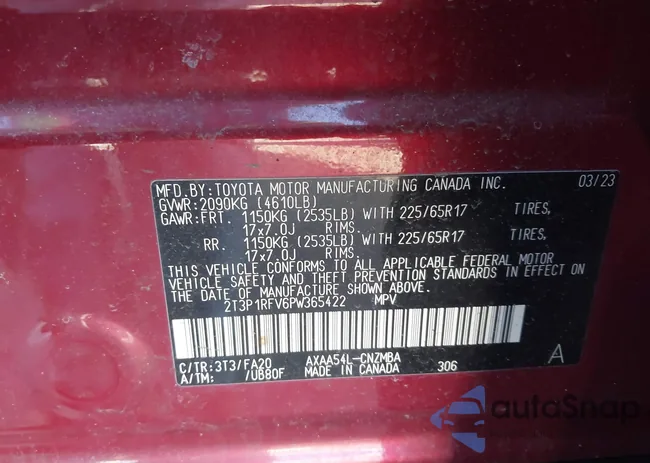 MFD.BY:TOYOTA MOTOR MANUFACTURING CANADA INC. 03/23
GVWR:2090KG (4610LB)
GAWR:FRT. 1150KG (2535LB) WITH 225/65R17 TIRES,
17x7.0J RIMS.
RR. 1150KG (2535LB) WITH 225/65R17 TIRES,
17x7.0J RIMS.
THIS VEHICLE CONFORMS TO ALL APPLICABLE FEDERAL MOTOR
VEHICLE SAFETY AND THEFT PREVENTION STANDARDS IN EFFECT ON
THE DATE OF MANUFACTURE SHOWN ABOVE.
2T3P1RFV6PW365422 MPV
C/TR:3T3/FA20 AXAA54L-CNZMBA A
A/TM: /UB80F MADE IN CANADA 306
autoSnap